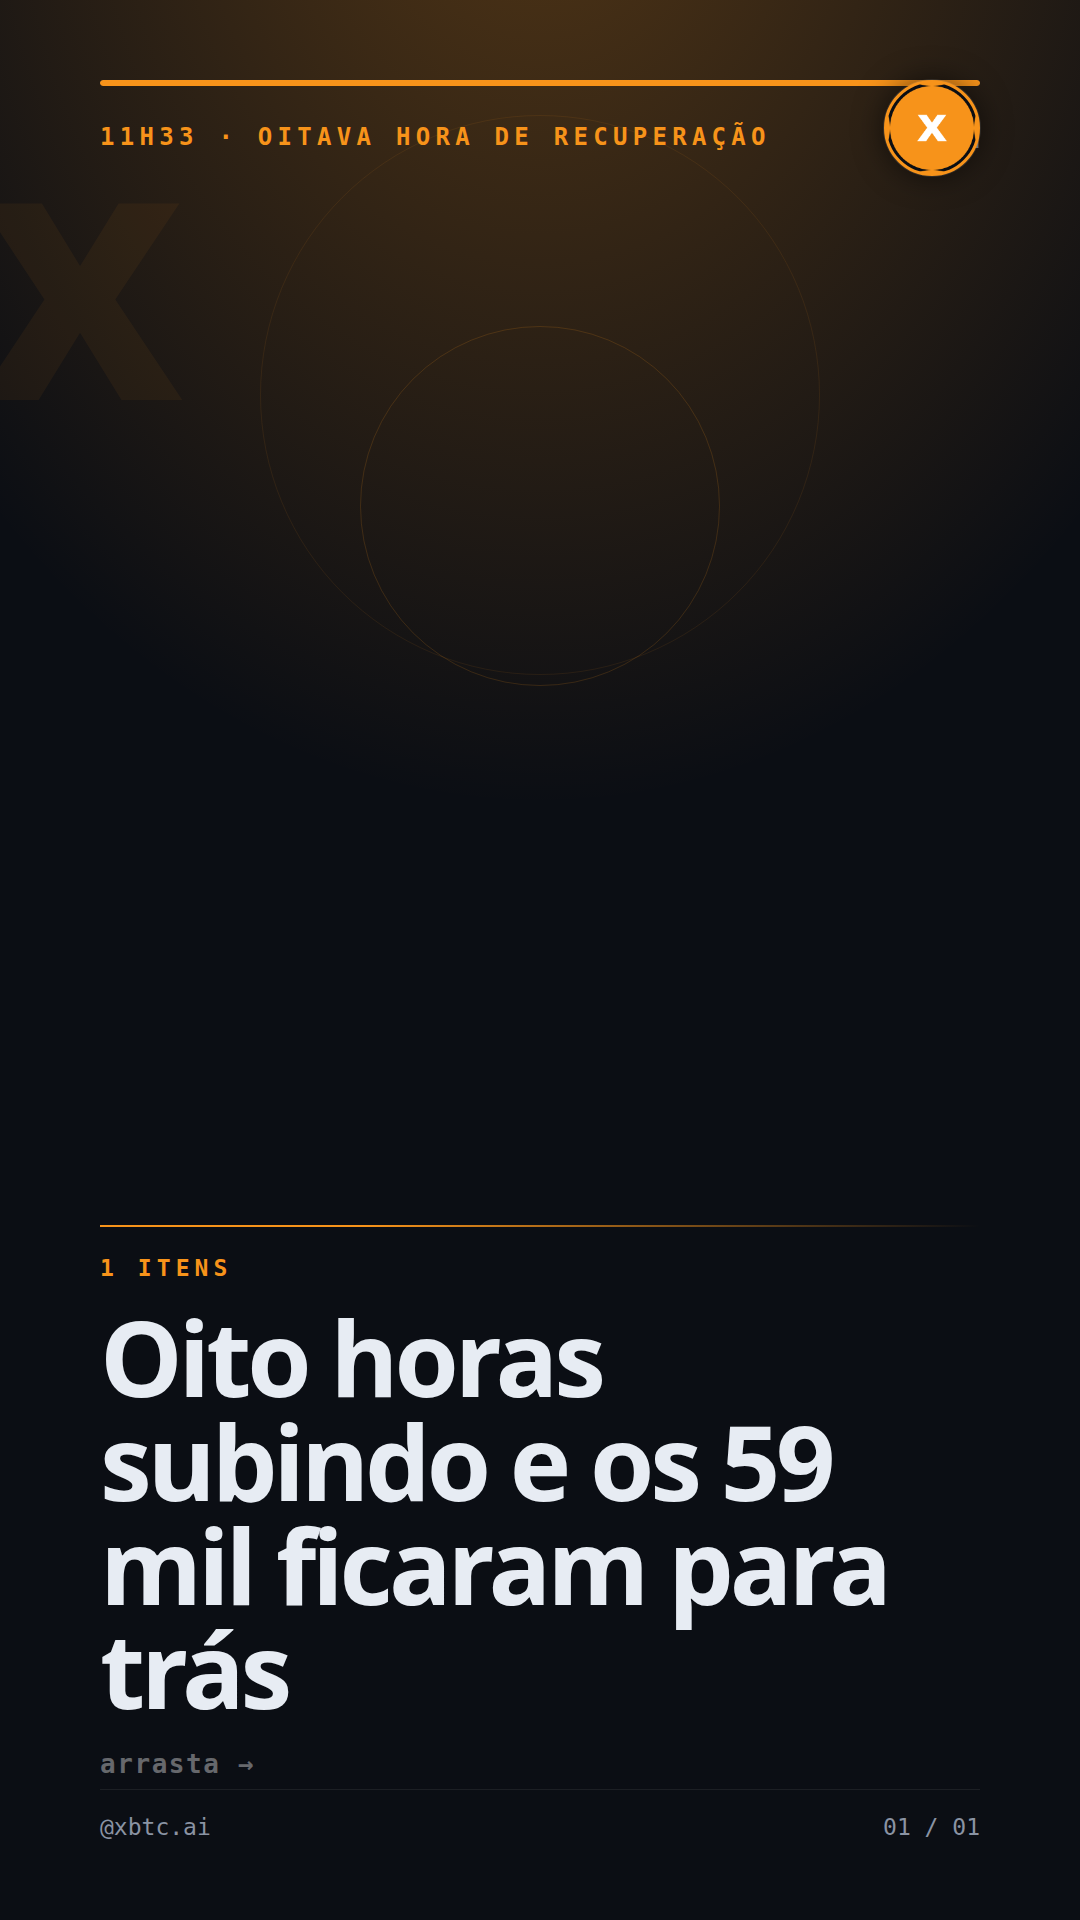 11H33 · OITAVA HORA DE RECUPERAÇÃO
x
x
1 ITENS
Oito horas
subindo e os 59
mil ficaram para
trás
arrasta →
@xbtc.ai
01 / 01